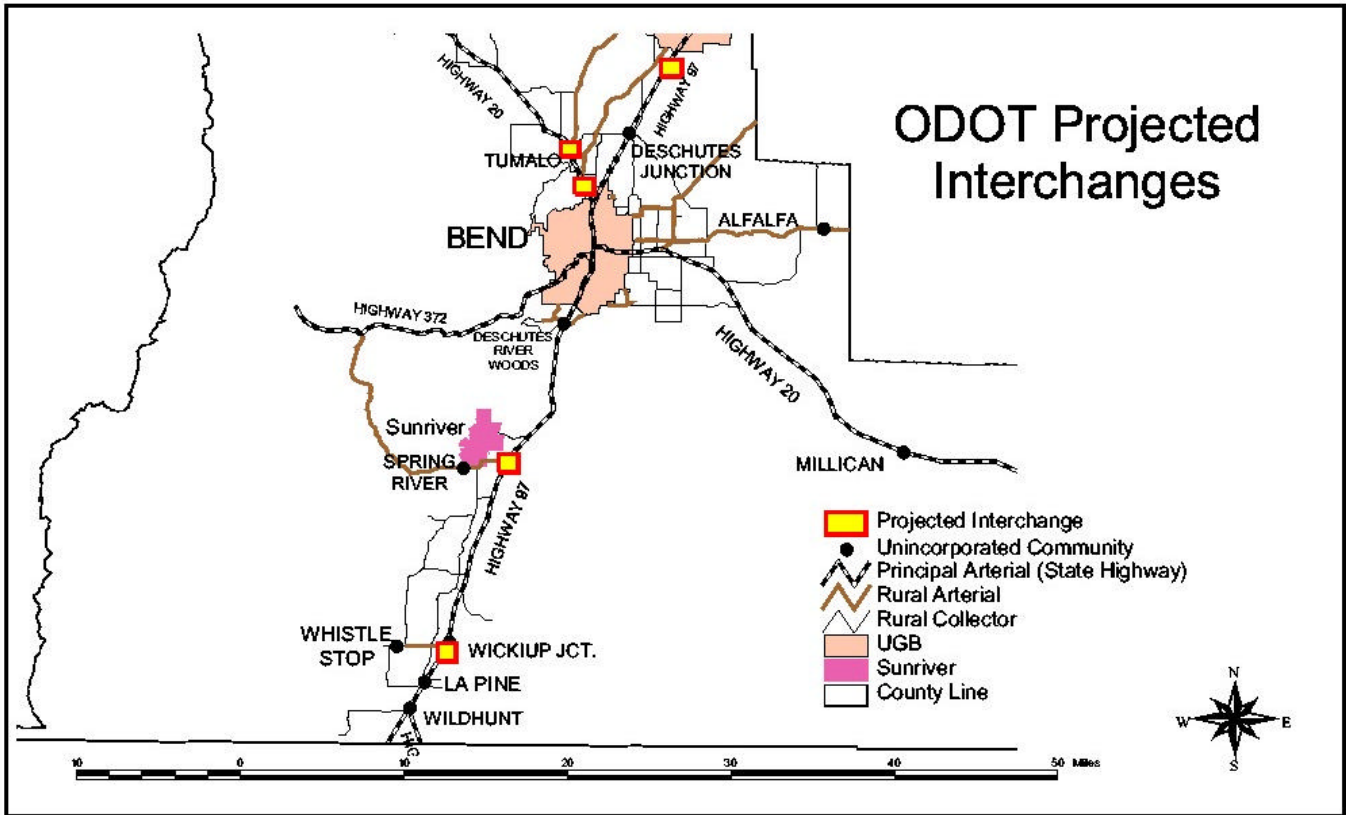 ODOT Projected
Interchanges
HIGHWAY 20
HIGHWAY 97
TUMALO
DESCHUTES
JUNCTION
BEND
ALFALFA
HIGHWAY 372
DESCHUTES
RIVER
WOODS
HIGHWAY 20
Sunriver
SPRING
RIVER
MILLICAN
HIGHWAY 97
Projected Interchange
Unincorporated Community
Principal Arterial (State Highway)
Rural Arterial
Rural Collector
UGB
Sunriver
County Line
WHISTLE
STOP
WICKIUP JCT.
LA PINE
WILDHUNT
HIG
N
W E
S
10 0 10 20 30 40 50 Miles